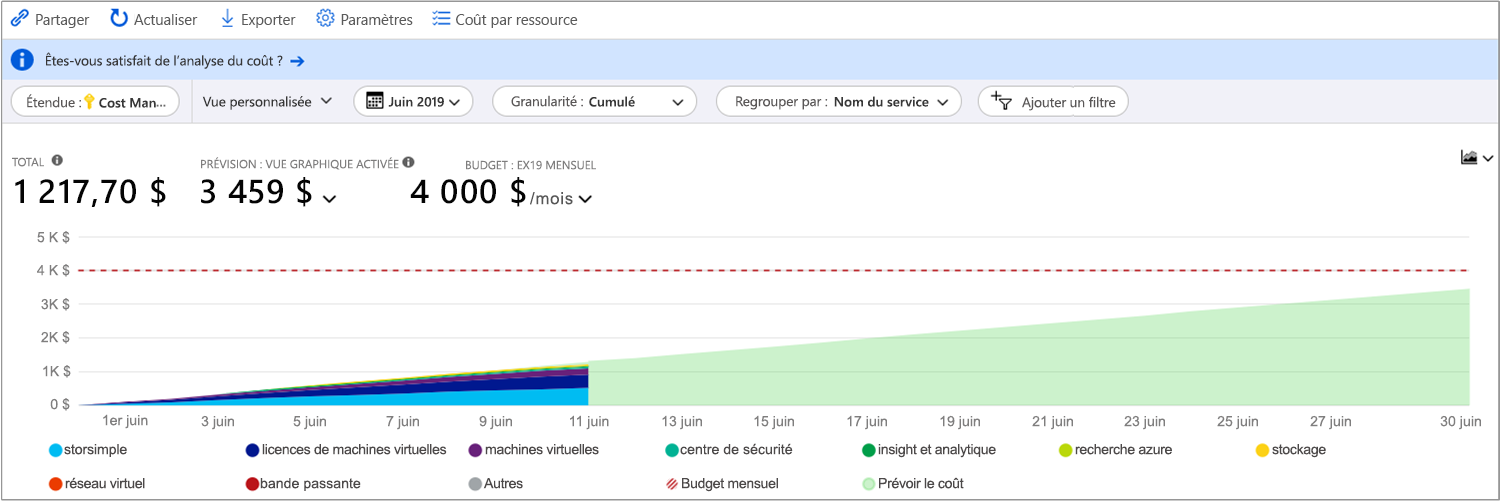 Partager Actualiser Exporter Paramètres Coût par ressource
Êtes-vous satisfait de l'analyse du coût ?
Étendue : Cost Man... Vue personnalisée Juin 2019 Granularité : Cumulé Regrouper par : Nom du service Ajouter un filtre
TOTAL PRÉVISION : VUE GRAPHIQUE ACTIVÉE BUDGET : EX19 MENSUEL
1 217,70 $ 3 459 $ 4 000 $ /mois
5 K $
4 K $
3K $
2K $
1K $
0 $
1er juin 3 juin 5 juin 7 juin 9 juin 11 juin 13 juin 15 juin 17 juin 19 juin 21 juin 23 juin 25 juin 27 juin 30 juin
storsimple licences de machines virtuelles machines virtuelles centre de sécurité insight et analytique recherche azure stockage
réseau virtuel bande passante Autres Budget mensuel Prévoir le coût